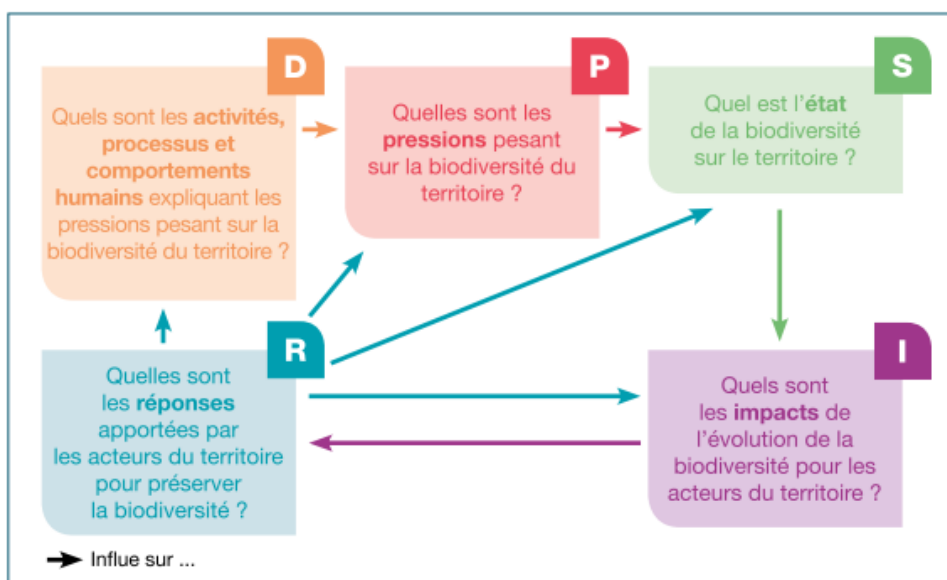 D
Quels sont les activités,
processus et
comportements
humains expliquant les
pressions pesant sur la
biodiversité du territoire ?
P
Quelles sont les
pressions pesant
sur la biodiversité du
territoire ?
S
Quel est l'état
de la biodiversité
sur le territoire ?
R
Quelles sont
les réponses
apportées par
les acteurs du territoire
pour préserver
la biodiversité ?
I
Quels sont
les impacts de
l'évolution de la
biodiversité pour les
acteurs du territoire ?
Influe sur ...